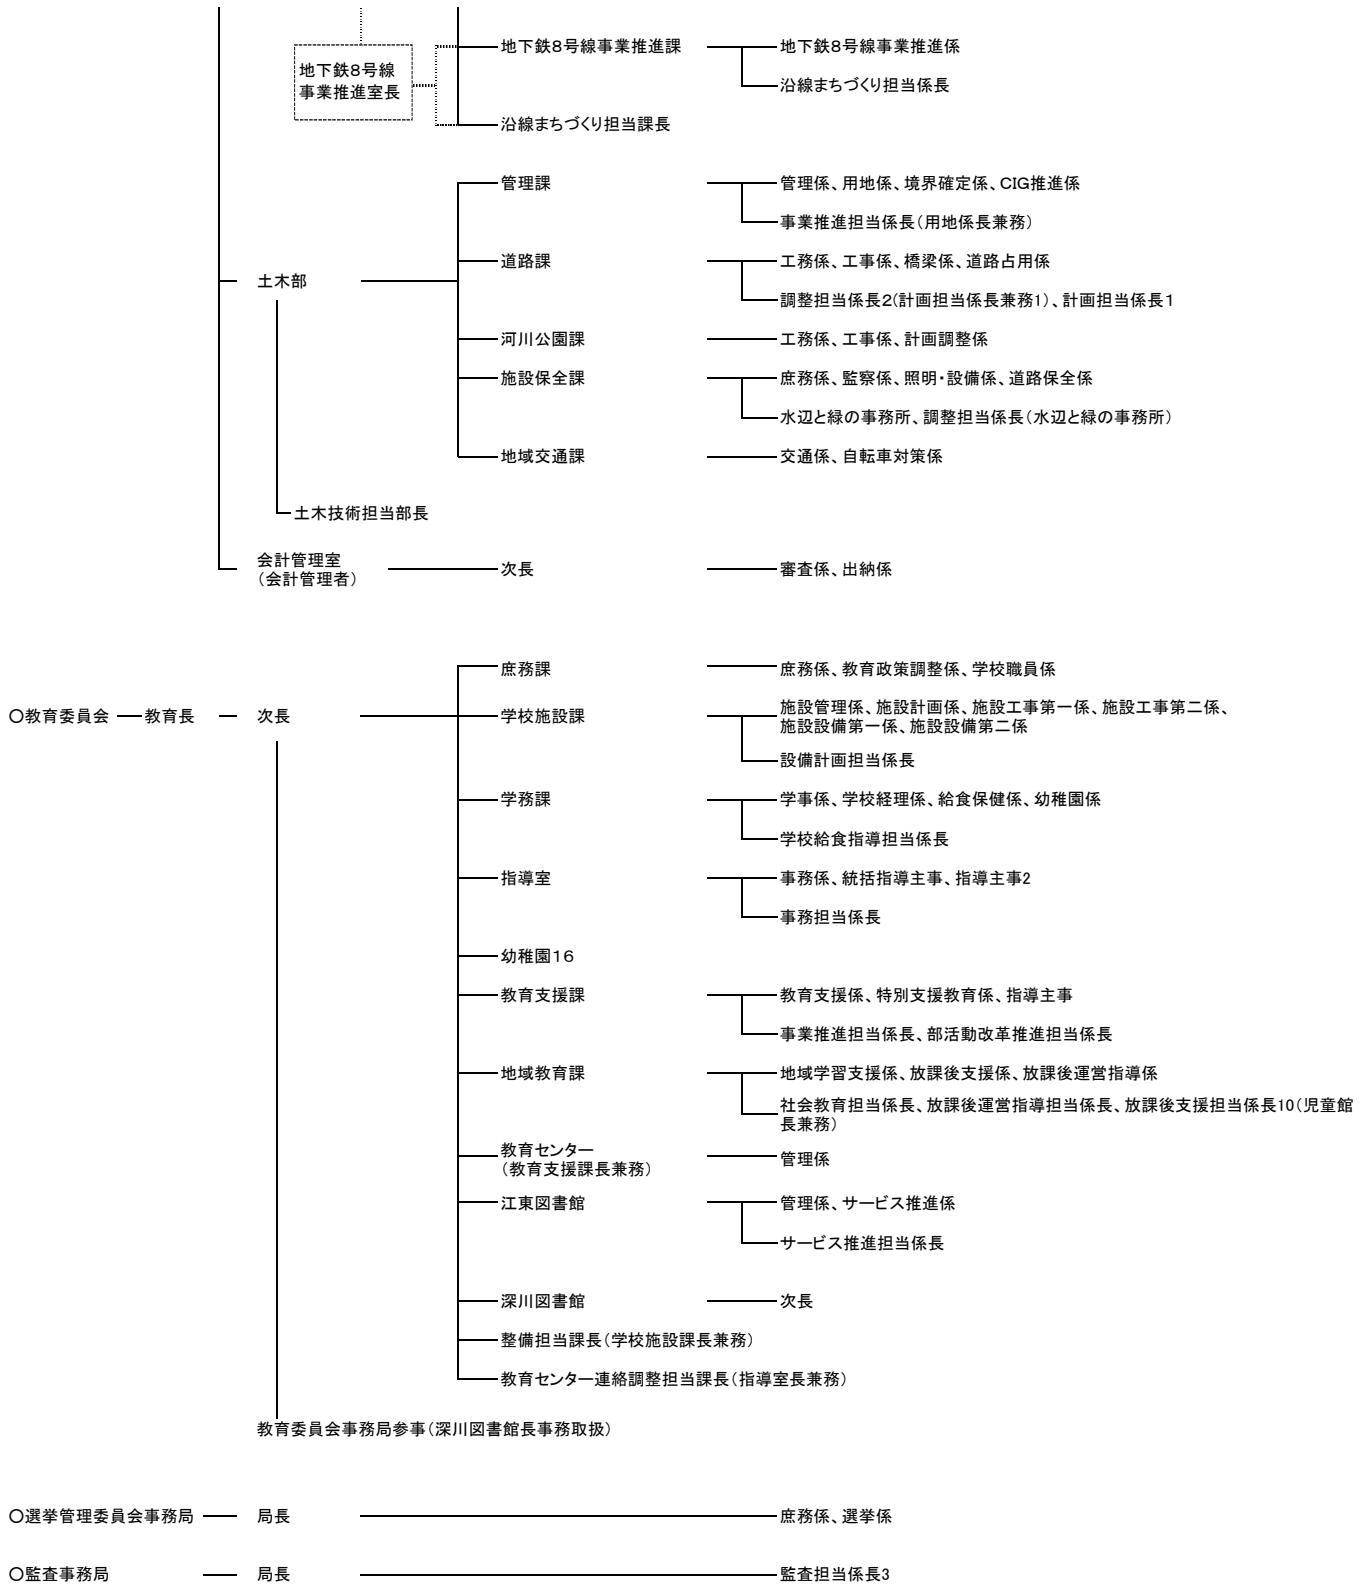 地下鉄8号線事業推進課
地下鉄8号線事業推進係
地下鉄8号線
事業推進室長
沿線まちづくり担当係長
沿線まちづくり担当課長
管理課
管理係、用地係、境界確定係、CIG推進係
事業推進担当係長(用地係長兼務)
道路課
工務係、工事係、橋梁係、道路占用係
土木部
調整担当係長2(計画担当係長兼務1)、計画担当係長1
河川公園課
工務係、工事係、計画調整係
施設保全課
庶務係、監察係、照明・設備係、道路保全係
水辺と緑の事務所、調整担当係長(水辺と緑の事務所)
地域交通課
交通係、自転車対策係
土木技術担当部長
会計管理室
(会計管理者)
次長
審査係、出納係
庶務課
庶務係、教育政策調整係、学校職員係
〇教育委員会
教育長
次長
学校施設課
施設管理係、施設計画係、施設工事第一係、施設工事第二係、
施設設備第一係、施設設備第二係
設備計画担当係長
学務課
学事係、学校経理係、給食保健係、幼稚園係
学校給食指導担当係長
指導室
事務係、統括指導主事、指導主事2
事務担当係長
幼稚園16
教育支援課
教育支援係、特別支援教育係、指導主事
事業推進担当係長、部活動改革推進担当係長
地域教育課
地域学習支援係、放課後支援係、放課後運営指導係
社会教育担当係長、放課後運営指導担当係長、放課後支援担当係長10(児童館
長兼務)
教育センター
(教育支援課長兼務)
管理係
江東図書館
管理係、サービス推進係
サービス推進担当係長
深川図書館
次長
整備担当課長(学校施設課長兼務)
教育センター連絡調整担当課長(指導室長兼務)
教育委員会事務局参事(深川図書館長事務取扱)
〇選挙管理委員会事務局
局長
庶務係、選挙係
〇監査事務局
局長
監査担当係長3